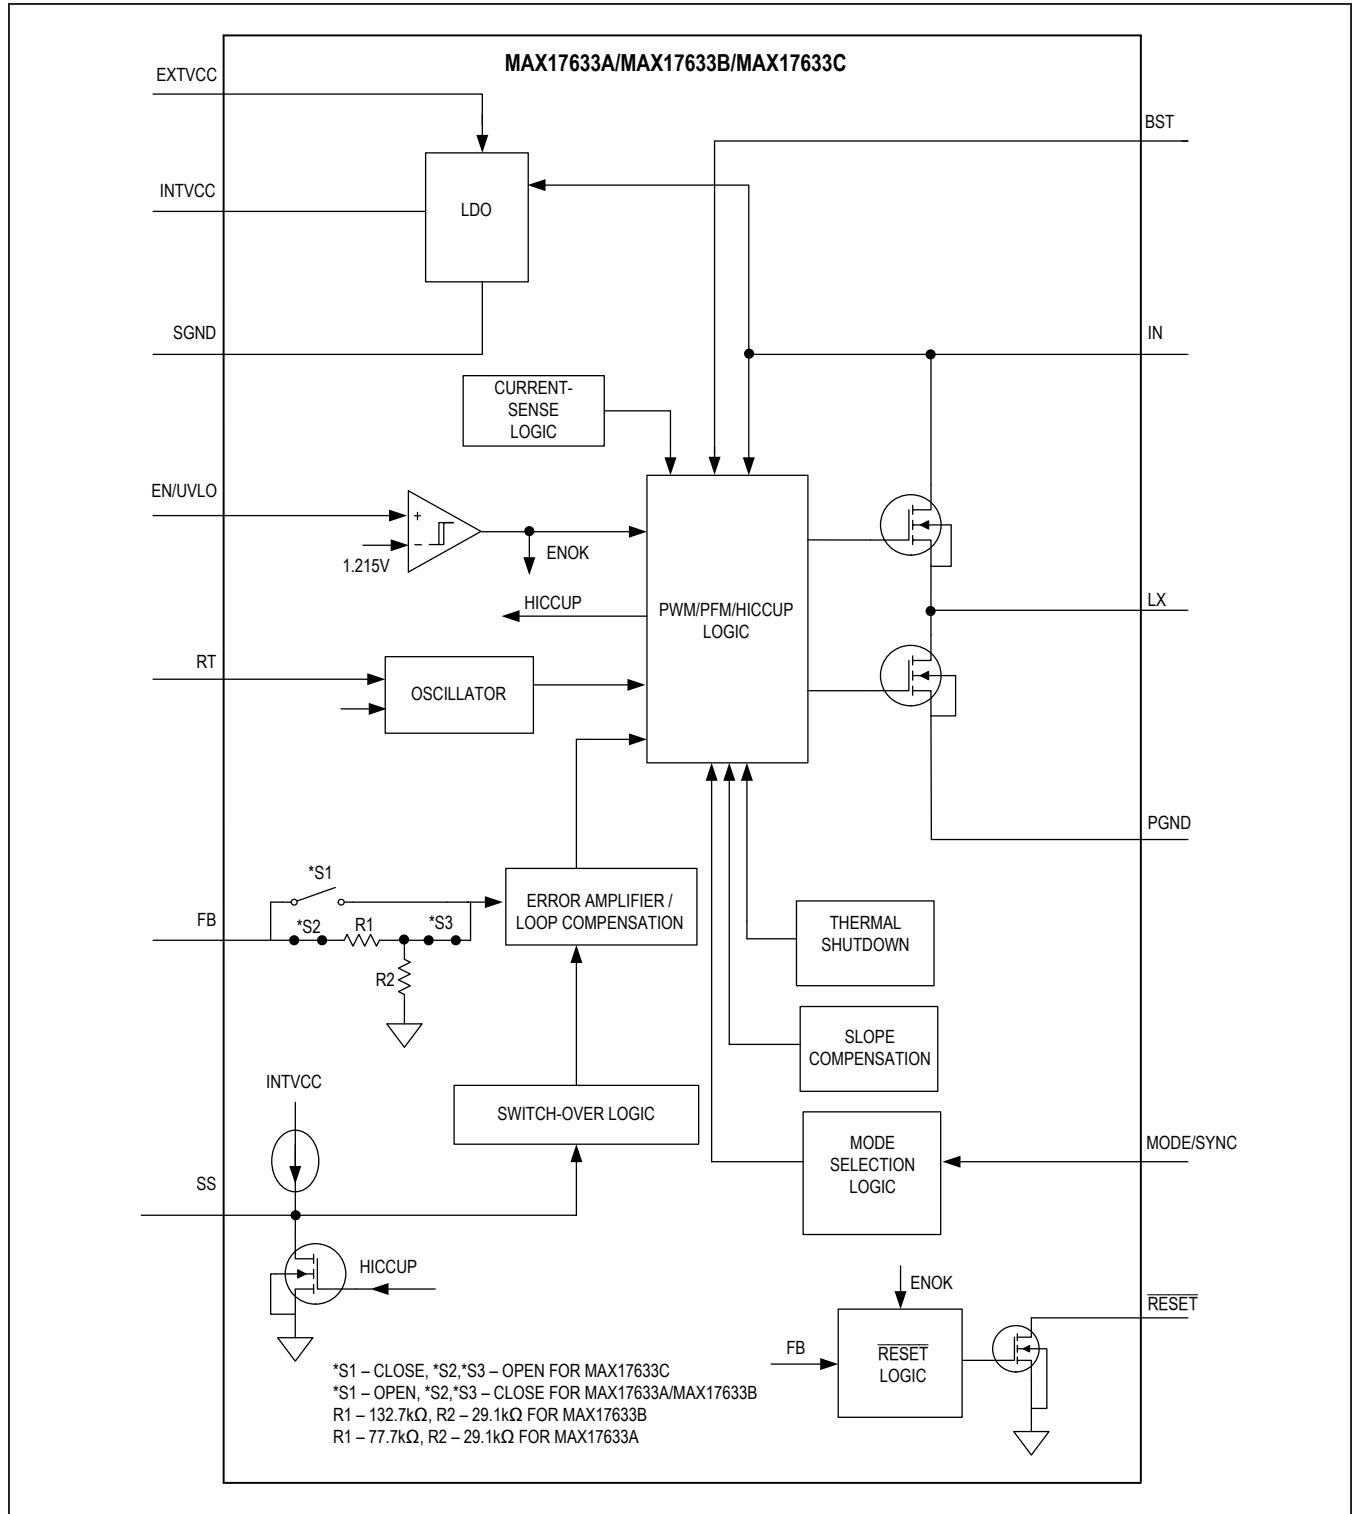 MAX17633A/MAX17633B/MAX17633C
EXTVCC
BST
INTVCC
LDO
SGND
IN
CURRENT-
SENSE
LOGIC
EN/UVLO
+
−
1.215V
ENOK
HICCUP
PWM/PFM/HICCUP
LOGIC
LX
RT
OSCILLATOR
PGND
*S1
FB
*S2
R1
*S3
R2
ERROR AMPLIFIER /
LOOP COMPENSATION
THERMAL
SHUTDOWN
SLOPE
COMPENSATION
INTVCC
SWITCH-OVER LOGIC
MODE
SELECTION
LOGIC
MODE/SYNC
SS
HICCUP
ENOK
RESET
FB
RESET
LOGIC
*S1 – CLOSE, *S2,*S3 – OPEN FOR MAX17633C
*S1 – OPEN, *S2,*S3 – CLOSE FOR MAX17633A/MAX17633B
R1 – 132.7kΩ, R2 – 29.1kΩ FOR MAX17633B
R1 – 77.7kΩ, R2 – 29.1kΩ FOR MAX17633A